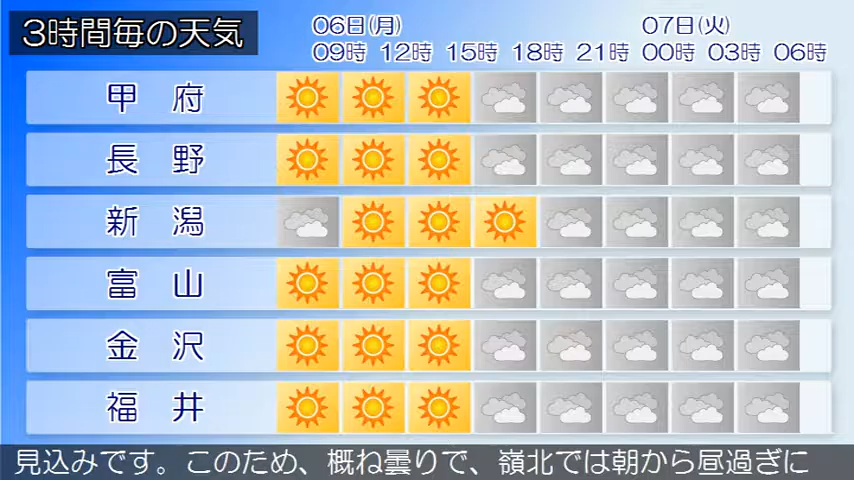 3時間毎の天気
06日(月) 07日(火)
09時 12時 15時 18時 21時 00時 03時 06時
甲府
長野
新潟
富山
金沢
福井
見込みです。このため、概ね曇りで、嶺北では朝から昼過ぎに